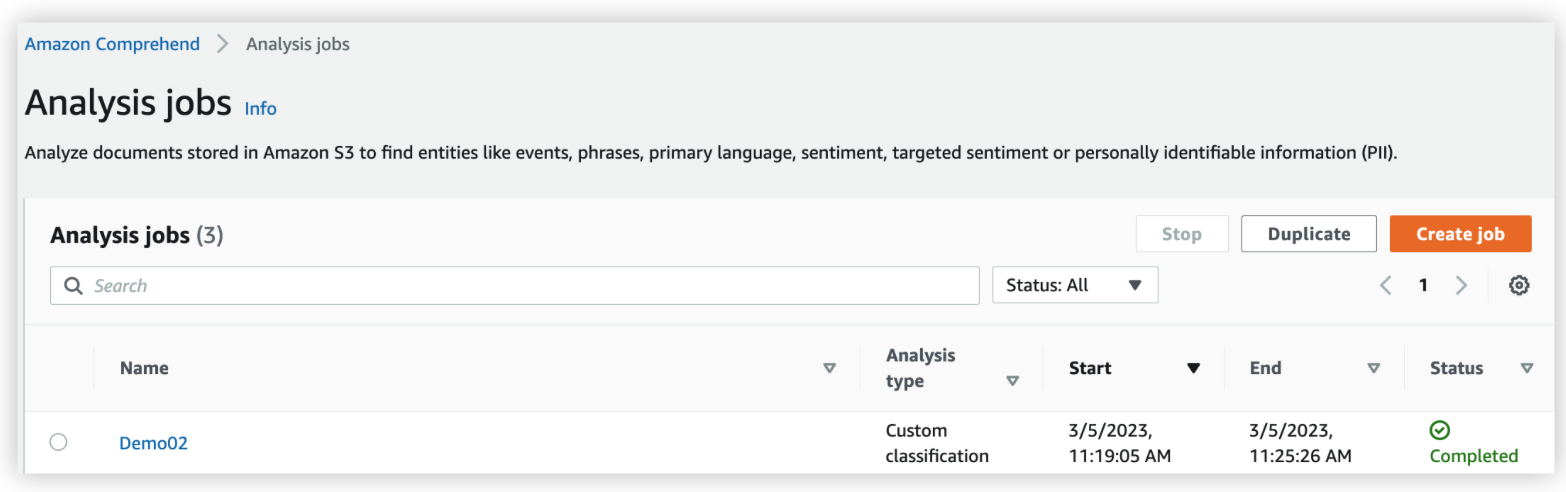 Amazon Comprehend > Analysis jobs
Analysis jobs Info
Analyze documents stored in Amazon S3 to find entities like events, phrases, primary language, sentiment, targeted sentiment or personally identifiable information (PII).
Analysis jobs (3)
Stop
Duplicate
Create job
Search
Status: All
1
Name
Analysis
type
Start
End
Status
Demo02
Custom
classification
3/5/2023,
11:19:05 AM
3/5/2023,
11:25:26 AM
Completed